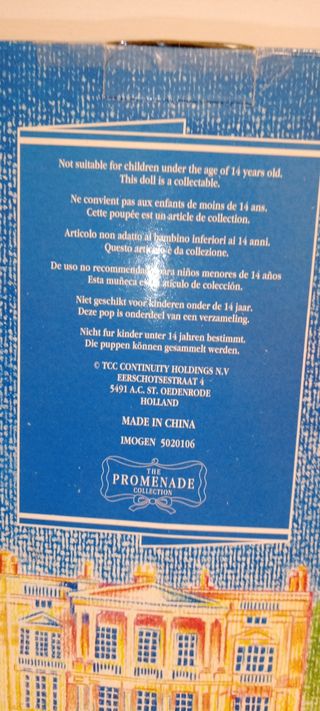 Not suitable for children under the age of 14 years old.
This doll is a collectable.
Ne convient pas aux enfants de moins de 14 ans.
Cette poupée est un article de collection.
Articolo non adatto ai bambino inferiori ai 14 anni.
Questo articolo è da collezione.
De uso no recommendado para niños menores de 14 años
Esta muñeca es artículo de colección.
Niet geschikt voor kinderen onder de 14 jaar.
Deze pop is onderdeel van een verzameling.
Nicht fur kinder unter 14 jahren bestimmt.
Die puppen können gesammelt werden.
© TCC CONTINUITY HOLDINGS N.V
EERSCHOTSESTRAAT 4
5491 A.C. ST. OEDENRODE
HOLLAND
MADE IN CHINA
IMOGEN 5020106
THE
PROMENADE
COLLECTION